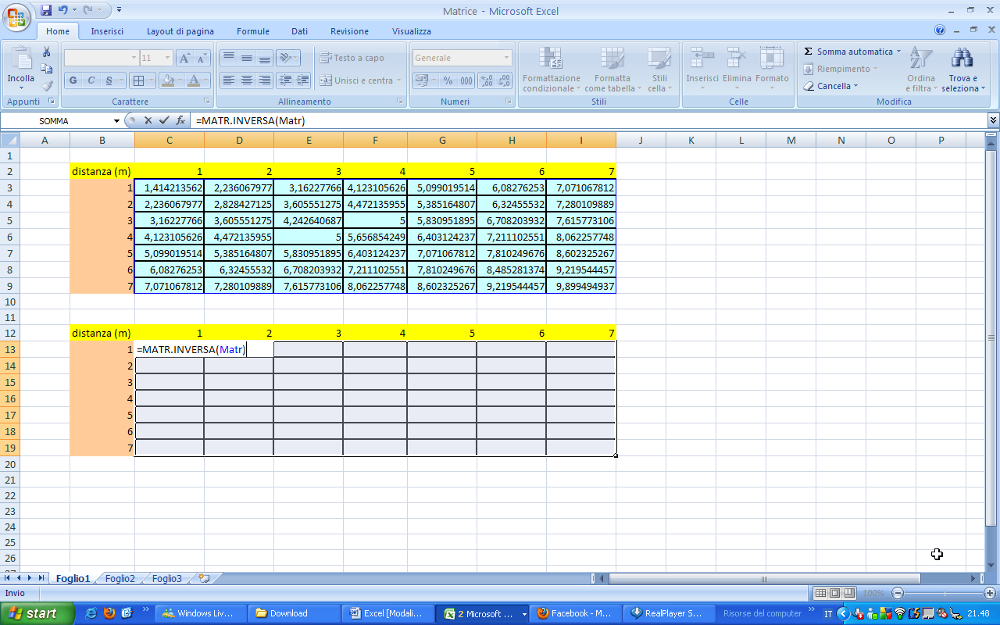 Matrice - Microsoft Excel
Home Inserisci Layout di pagina Formule Dati Revisione Visualizza
11 A A Testo a capo Generale Σ Somma automatica
Incolla G C S A Unisci e centra % 000 Formattazione condizionale Formatta come tabella Stili cella Inserisci Elimina Formato Riempimento Cancella Ordina e filtra Trova e seleziona
Appunti Carattere Allineamento Numeri Stili Celle Modifica
SOMMA fx =MATR.INVERSA(Matr)
A B C D E F G H I J K L M N O P
1
2 distanza (m) 1 2 3 4 5 6 7
3 1 1,414213562 2,236067977 3,16227766 4,123105626 5,099019514 6,08276253 7,071067812
4 2 2,236067977 2,828427125 3,605551275 4,472135955 5,385164807 6,32455532 7,280109889
5 3 3,16227766 3,605551275 4,242640687 5 5,830951895 6,708203932 7,615773106
6 4 4,123105626 4,472135955 5 5,656854249 6,403124237 7,211102551 8,062257748
7 5 5,099019514 5,385164807 5,830951895 6,403124237 7,071067812 7,810249676 8,602325267
8 6 6,08276253 6,32455532 6,708203932 7,211102551 7,810249676 8,485281374 9,219544457
9 7 7,071067812 7,280109889 7,615773106 8,062257748 8,602325267 9,219544457 9,899494937
10
11
12 distanza (m) 1 2 3 4 5 6 7
13 1 =MATR.INVERSA(Matr)
14 2
15 3
16 4
17 5
18 6
19 7
20
21
22
23
24
25
26
Foglio1 Foglio2 Foglio3
Invio 100%
start Windows Liv... Download Excel [Modali... 2 Microsoft ... Facebook - M... RealPlayer S... Risorse del computer IT 21.48